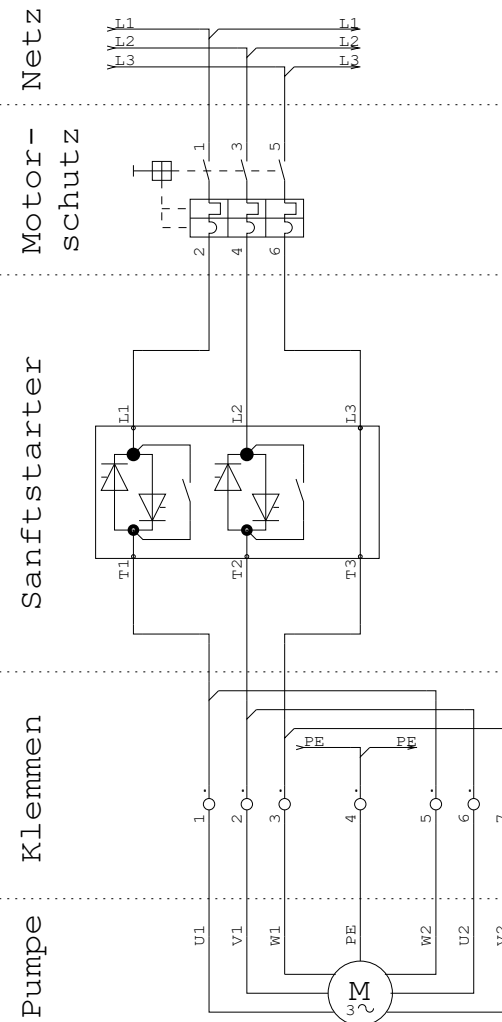 Netz
L1 L1
L2 L2
L3 L3
Motor-
schutz
1 3 5
2 4 6
Sanftstarter
L1 L2 L3
T1 T2 T3
Klemmen
PE PE
1 2 3 4 5 6 7
Pumpe
U1 V1 W1 PE W2 U2 V2
M
3~